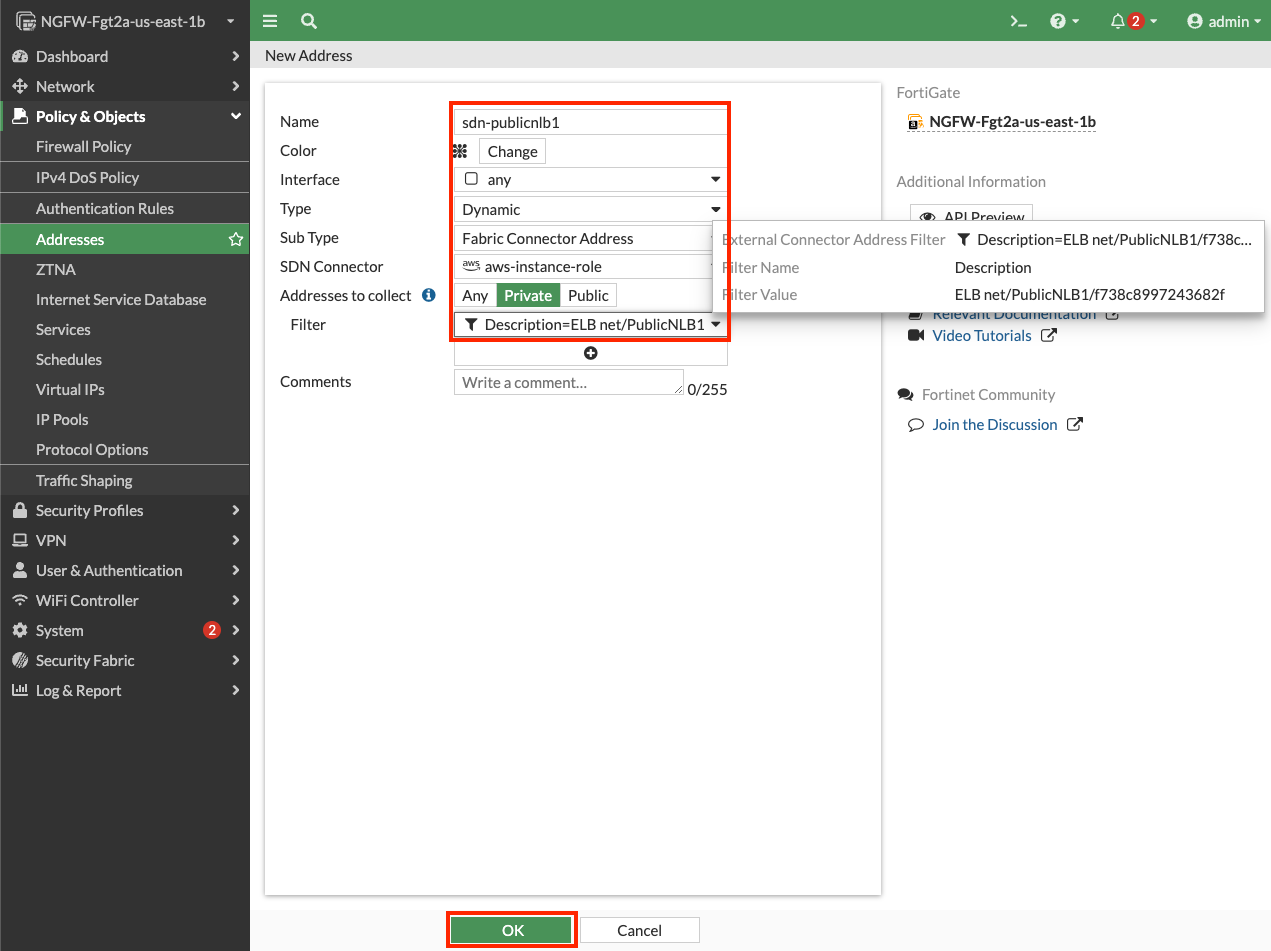 NGFW-Fgt2a-us-east-1b
2
admin
Dashboard
Network
Policy & Objects
Firewall Policy
IPv4 DoS Policy
Authentication Rules
Addresses
ZTNA
Internet Service Database
Services
Schedules
Virtual IPs
IP Pools
Protocol Options
Traffic Shaping
Security Profiles
VPN
User & Authentication
WiFi Controller
System 2
Security Fabric
Log & Report
New Address
Name sdn-publicnlb1
Color Change
Interface any
Type Dynamic
Sub Type Fabric Connector Address
SDN Connector aws aws-instance-role
Addresses to collect Any Private Public
Filter Description=ELB net/PublicNLB1
Comments Write a comment... 0/255
FortiGate
NGFW-Fgt2a-us-east-1b
Additional Information
API Preview
External Connector Address Filter Description=ELB net/PublicNLB1/f738c...
Filter Name Description
Filter Value ELB net/PublicNLB1/f738c8997243682f
Relevant Documentation
Video Tutorials
Fortinet Community
Join the Discussion
OK Cancel